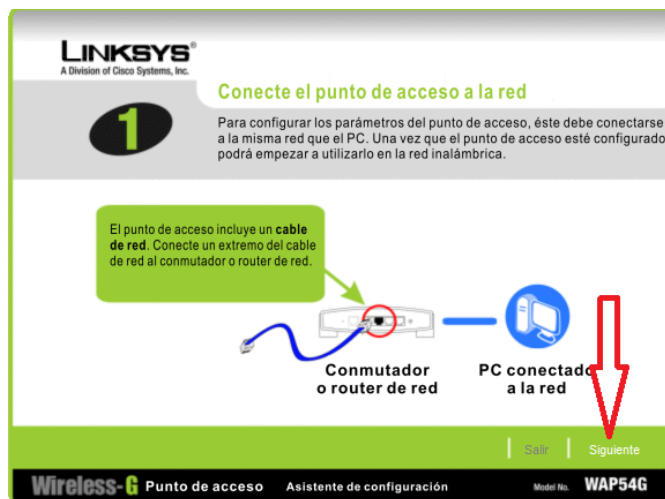 LINKSYS®
A Division of Cisco Systems, Inc.
Conecte el punto de acceso a la red
1
Para configurar los parámetros del punto de acceso, éste debe conectarse
a la misma red que el PC. Una vez que el punto de acceso esté configurado
podrá empezar a utilizarlo en la red inalámbrica.
El punto de acceso incluye un cable
de red. Conecte un extremo del cable
de red al conmutador o router de red.
Conmutador
o router de red
PC conectado
a la red
Salir
Siguiente
Wireless-G Punto de acceso Asistente de configuración Model No. WAP54G